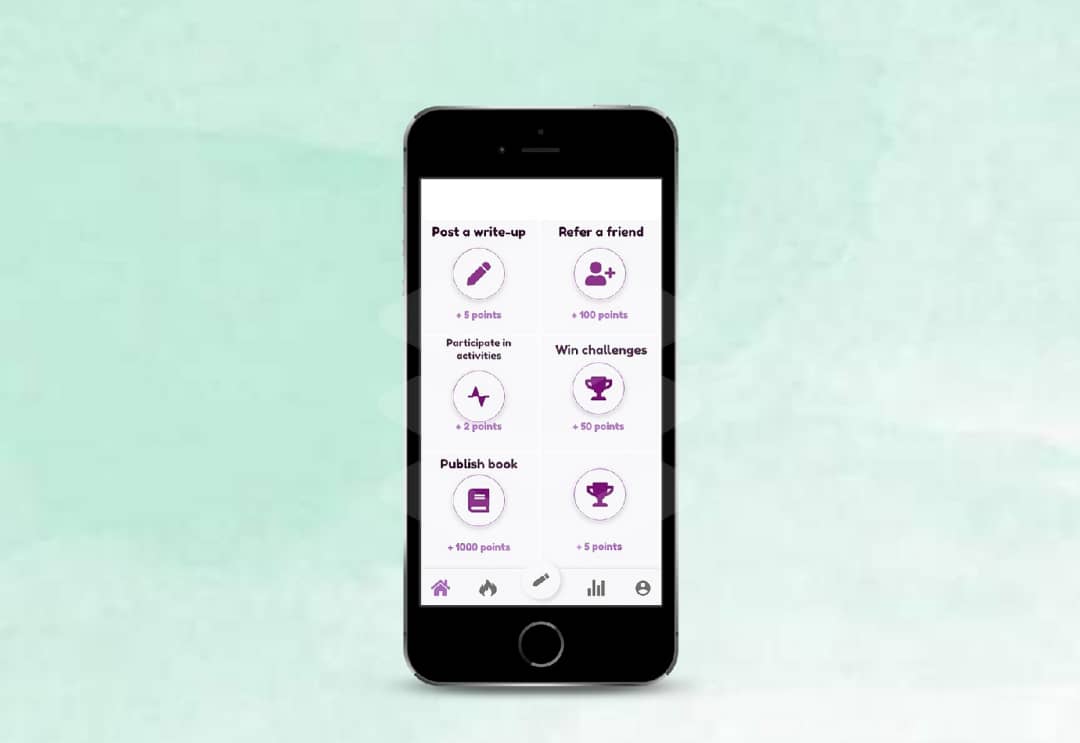 Post a write-up
Refer a friend
+ 5 points
+ 100 points
Participate in
activities
Win challenges
+ 2 points
+ 50 points
Publish book
+ 1000 points
+ 5 points